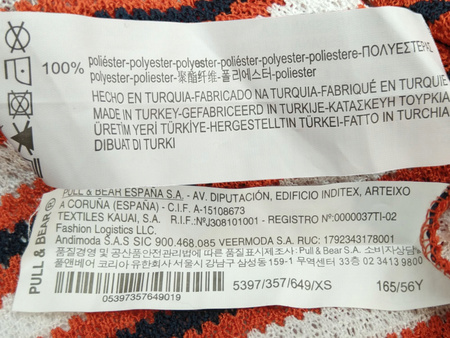 100% poliéster-polyester-polyester-poliéster-polyester-poliestere-ΠΟΛΥΕΣΤΕΡ
polyester-poliester-聚酯纤维-폴리에스터-poliester
HECHO EN TURQUIA-FABRICADO NA TURQUIA-FABRIQUÉ EN TURQUIE
MADE IN TURKEY-GEFABRICEERD IN TURKIJE-ΚΑΤΑΣΚΕΥΗ ΤΟΥΡΚΙΑ
ÜRETİM YERİ TÜRKİYE-HERGESTELLT IN TÜRKEI-FATTO IN TURCHIA
DIBUAT DI TURKI
PULL & BEAR
PULL & BEAR ESPAÑA S.A. - AV. DIPUTACIÓN, EDIFICIO INDITEX, ARTEIXO
A CORUÑA (ESPAÑA) - C.I.F. A-15108673
TEXTILES KAUAI, S.A. R.I.F.: NºJ308101001 - REGISTRO Nº:0000037TI-02
Fashion Logistics LLC.
Andimoda S.A.S SIC 900.468.085 VEERMODA S.A. RUC: 1792343178001
품질경영 및 공산품안전관리법에 따른 품질표시 제조사: Pull & Bear S.A. 소비자상담
풀앤베어 코리아 유한회사 서울시 강남구 삼성동 159-1 무역센터 33층 02 3413 9800
05397357649019
5397/357/649/XS
165/56Y